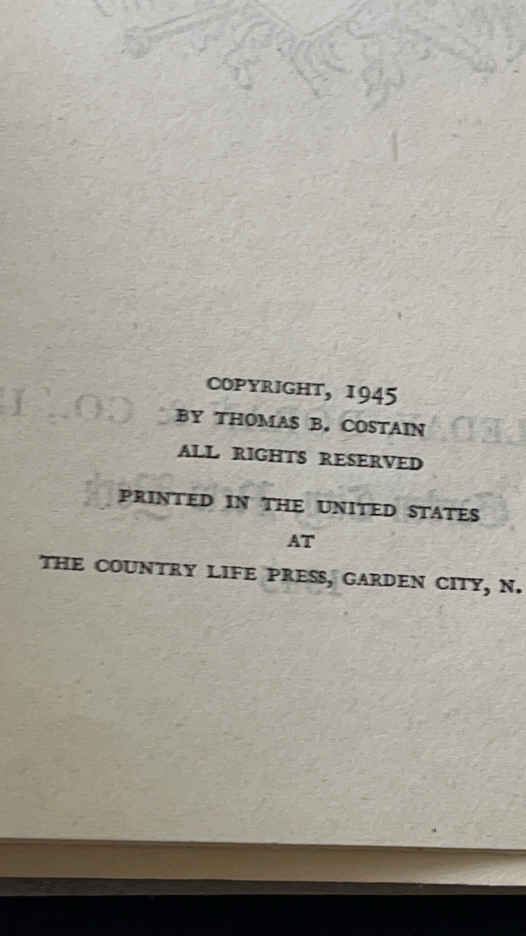 COPYRIGHT, 1945
BY THOMAS B. COSTAIN
ALL RIGHTS RESERVED
PRINTED IN THE UNITED STATES
AT
THE COUNTRY LIFE PRESS, GARDEN CITY, N.